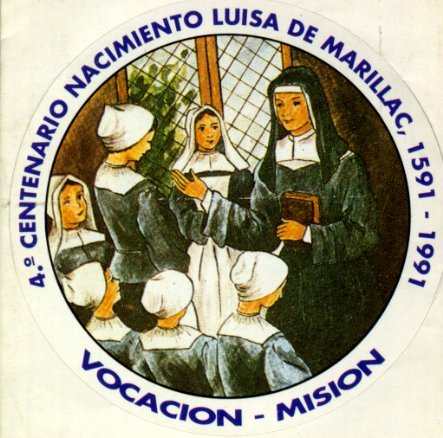 4.º CENTENARIO NACIMIENTO LUISA DE MARILLAC, 1591 - 1991
VOCACION - MISION